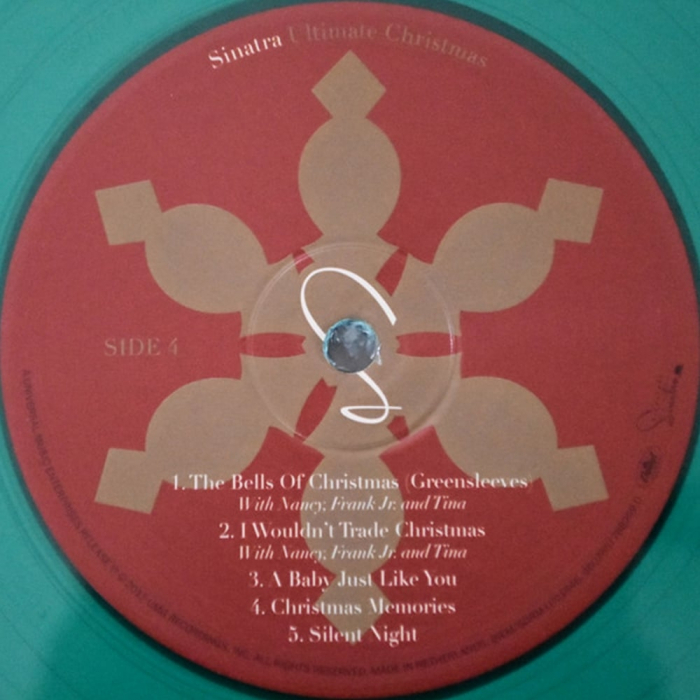 Sinatra Ultimate Christmas
SIDE 4
1. The Bells Of Christmas (Greensleeves)
With Nancy, Frank Jr. and Tina
2. I Wouldn't Trade Christmas
With Nancy, Frank Jr. and Tina
3. A Baby Just Like You
4. Christmas Memories
5. Silent Night